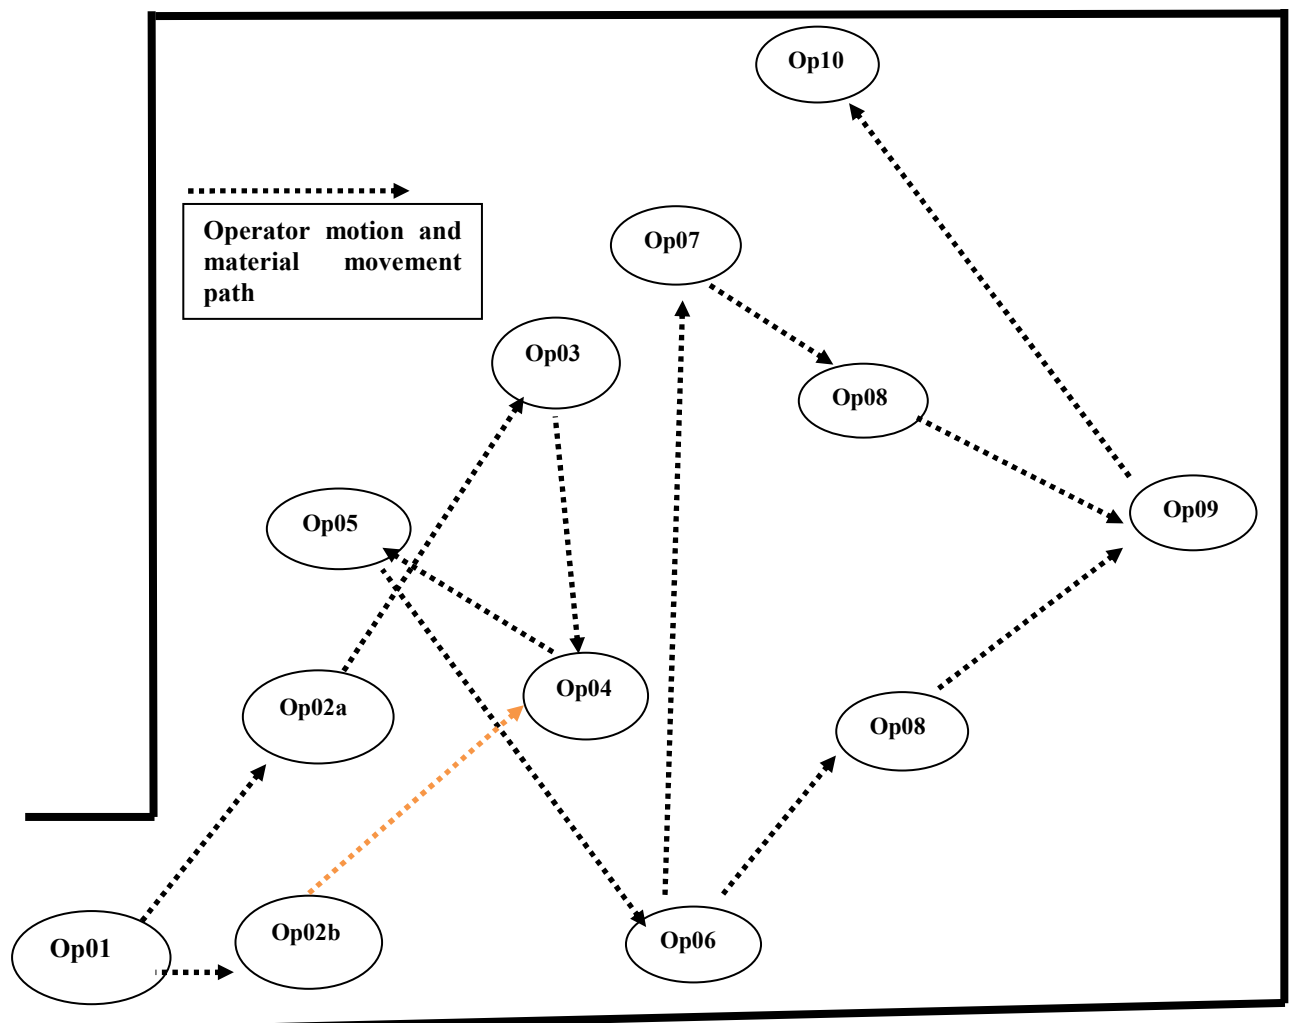 Op10
Operator motion and
material movement
path
Op07
Op03
Op08
Op05
Op09
Op04
Op02a
Op08
Op02b
Op01
Op06